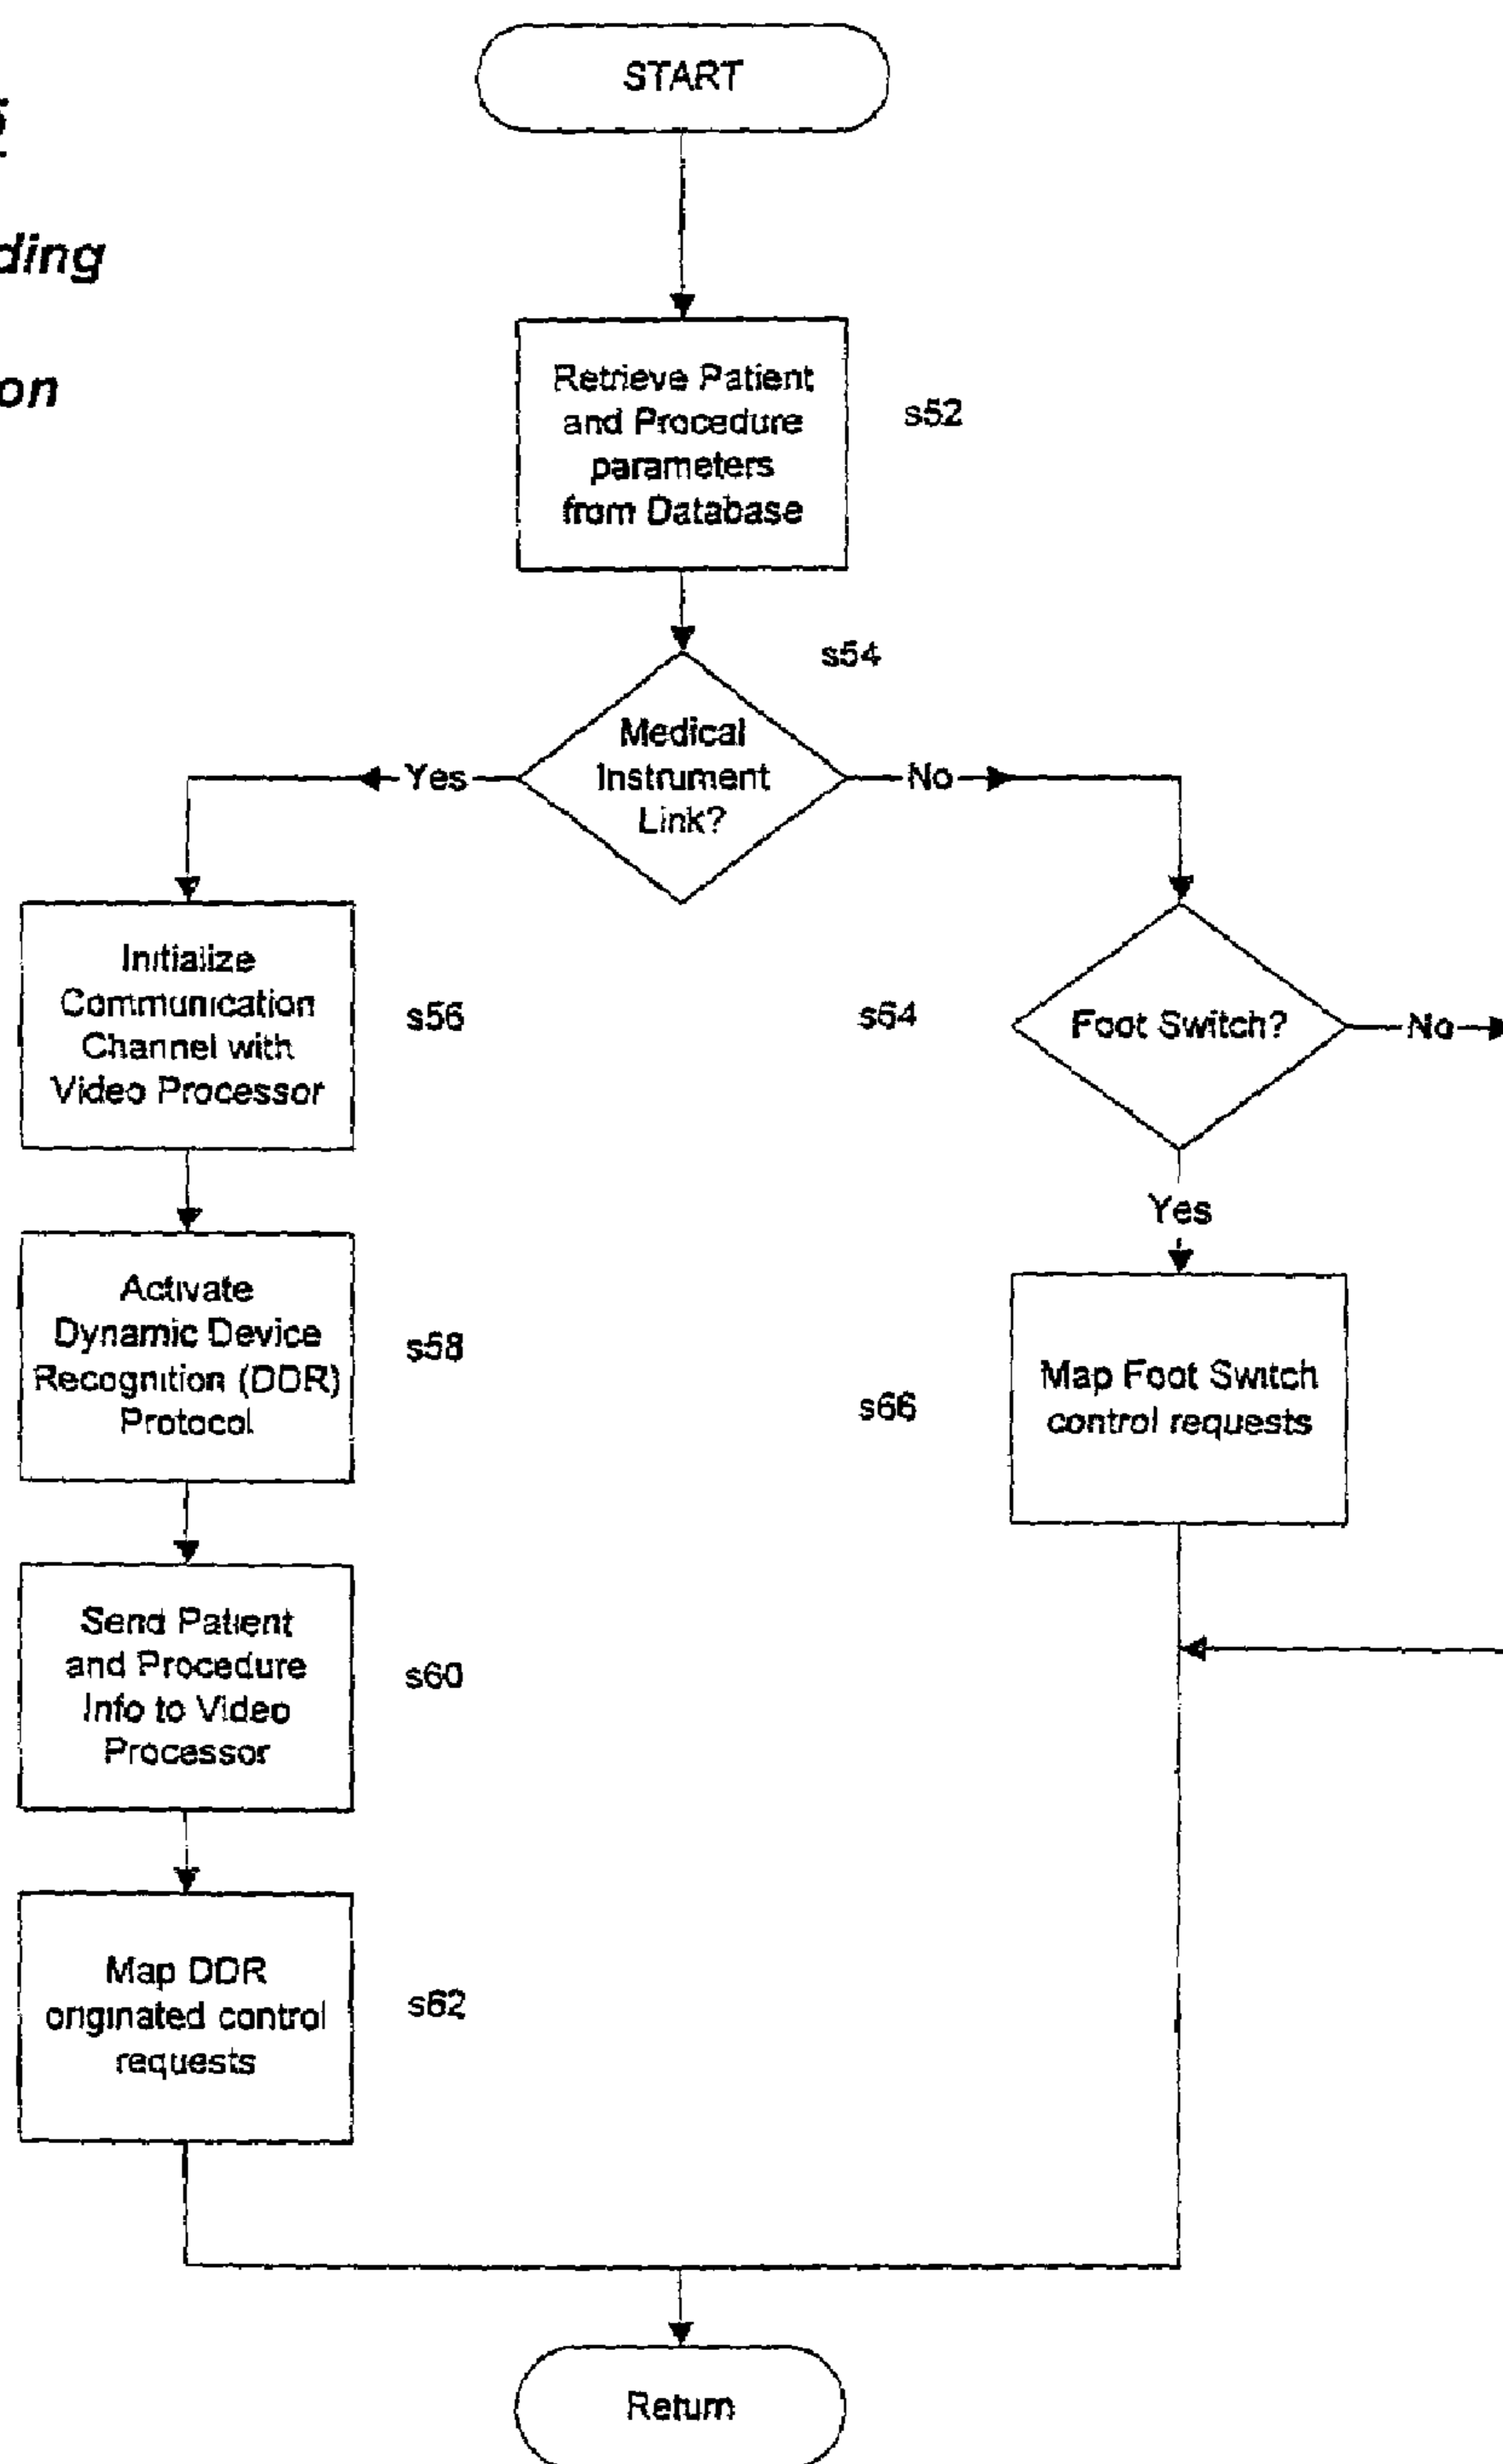 ding
on
START
Retrieve Patient
and Procedure
parameters
from Database
s52
s54
Medical
Instrument
Link?
Yes
No
Initialize
Communication
Channel with
Video Processor
s56
s64
Foot Switch?
No
Yes
Activate
Dynamic Device
Recognition (DDR)
Protocol
s58
s66
Map Foot Switch
control requests
Send Patient
and Procedure
Info to Video
Processor
s60
Map DDR
originated control
requests
s62
Return